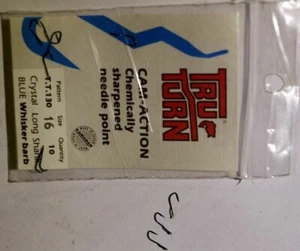 TRU
TURN
CAM-ACTION
Chemically
sharpened
needle point
Pattern Size Quantity
T.T.130 16 10
Crystal Long Shank
BLUE Whisker barb